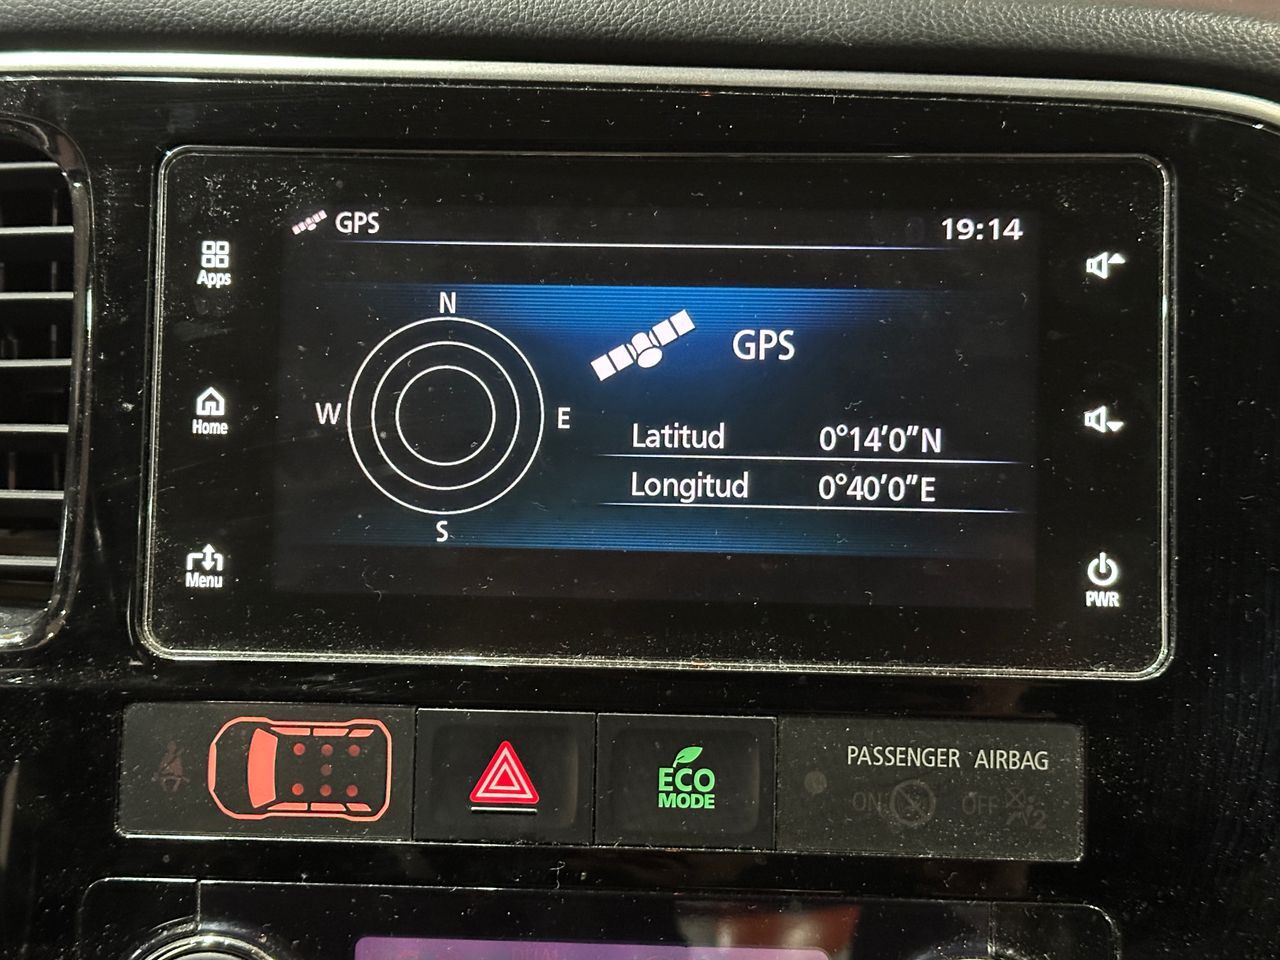 GPS 19:14
Apps
N
GPS
W E
Home
Latitud 0°14'0"N
Longitud 0°40'0"E
S
Menu
PWR
ECO
MODE
PASSENGER AIRBAG
ON OFF 2